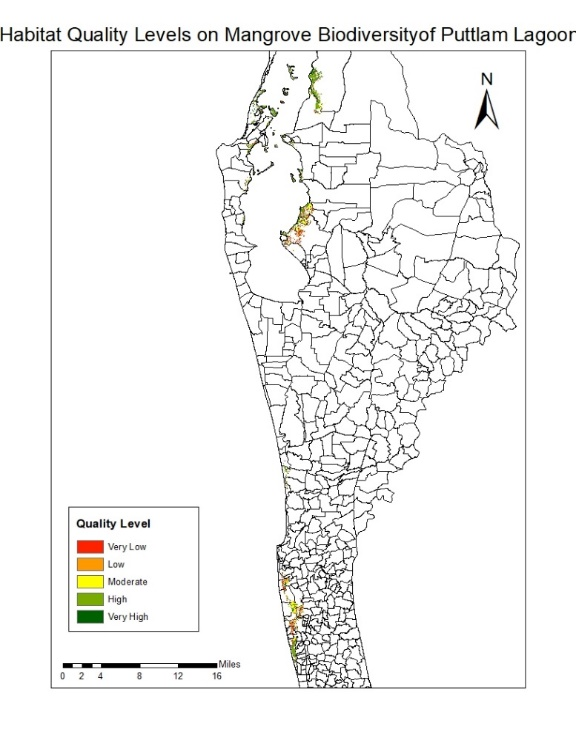 Habitat Quality Levels on Mangrove Biodiversityof Puttlam Lagoon
N
Quality Level
Very Low
Low
Moderate
High
Very High
Miles
0 2 4 8 12 16